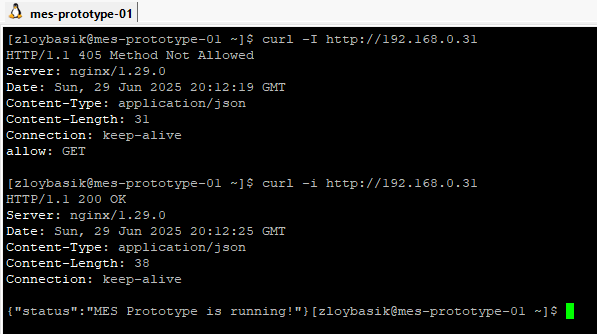 mes-prototype-01
[zloybasik@mes-prototype-01 ~]$ curl -I http://192.168.0.31
HTTP/1.1 405 Method Not Allowed
Server: nginx/1.29.0
Date: Sun, 29 Jun 2025 20:12:19 GMT
Content-Type: application/json
Content-Length: 31
Connection: keep-alive
allow: GET
[zloybasik@mes-prototype-01 ~]$ curl -i http://192.168.0.31
HTTP/1.1 200 OK
Server: nginx/1.29.0
Date: Sun, 29 Jun 2025 20:12:25 GMT
Content-Type: application/json
Content-Length: 38
Connection: keep-alive
{"status":"MES Prototype is running!"}[zloybasik@mes-prototype-01 ~]$